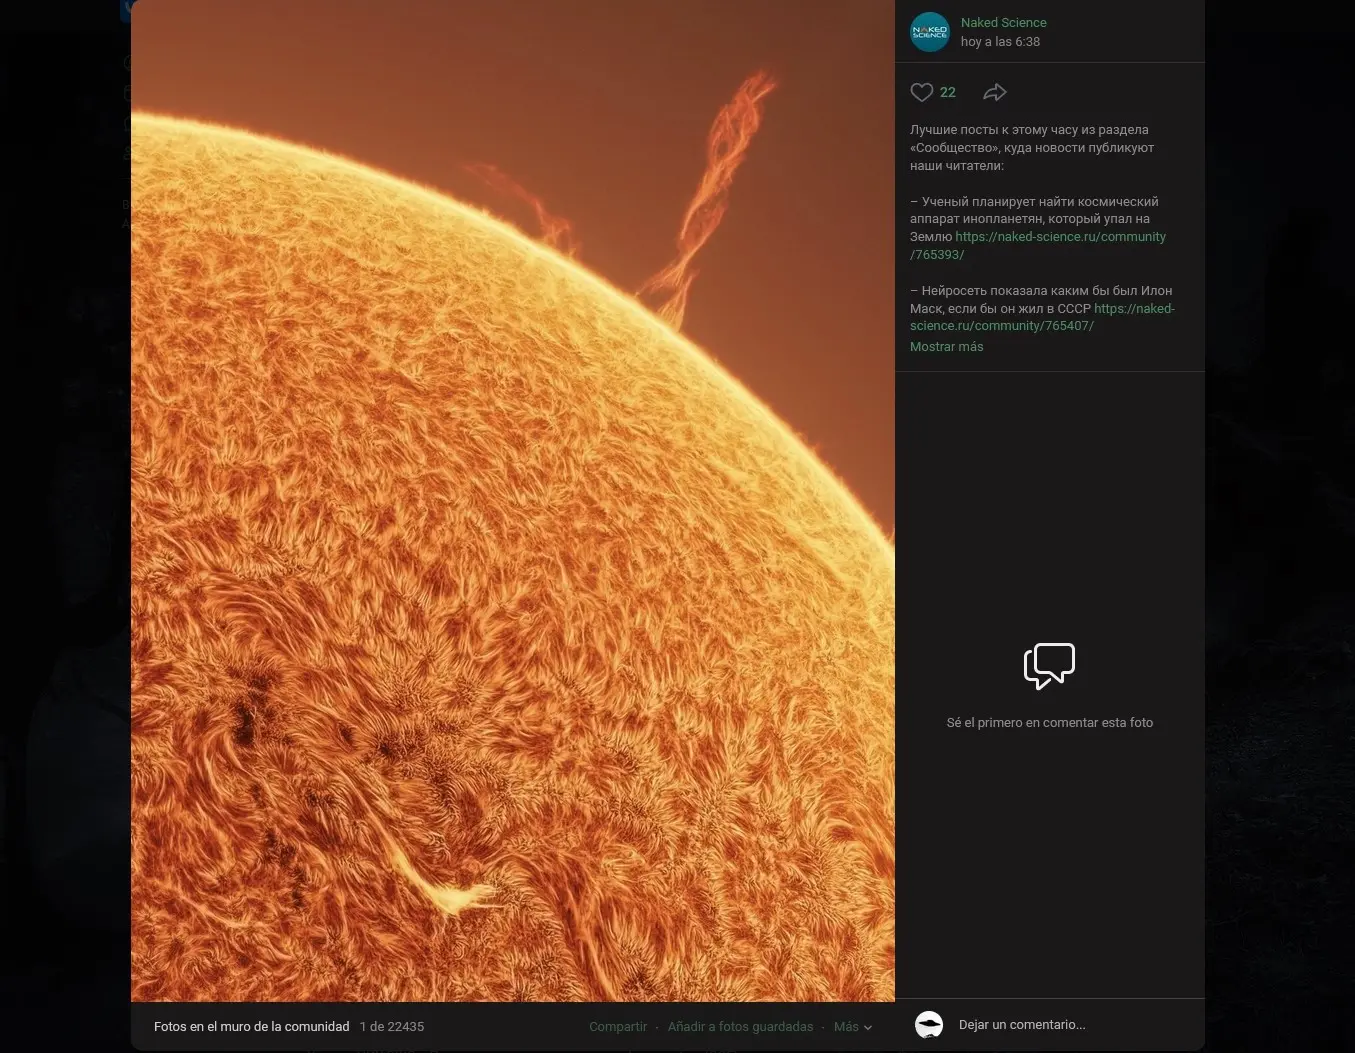 Naked Science
hoy a las 6:38
NAKED
SCIENCE
22
Лучшие посты к этому часу из раздела
«Сообщество», куда новости публикуют
наши читатели:
– Ученый планирует найти космический
аппарат инопланетян, который упал на
Землю https://naked-science.ru/community
/765393/
– Нейросеть показала каким бы был Илон
Маск, если бы он жил в СССР https://naked-
science.ru/community/765407/
Mostrar más
Sé el primero en comentar esta foto
Fotos en el muro de la comunidad 1 de 22435
Compartir · Añadir a fotos guardadas · Más
Dejar un comentario...